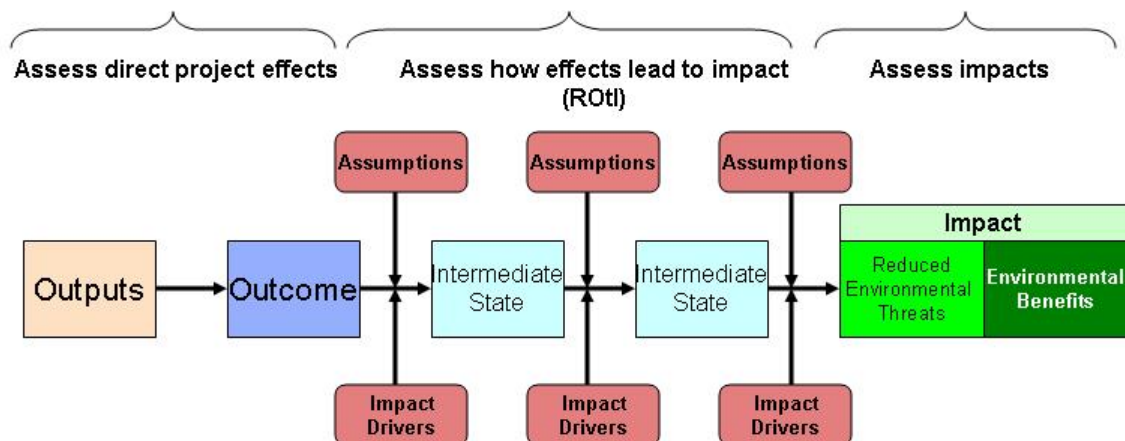 Assess direct project effects
Assess how effects lead to impact
(ROtI)
Assess impacts
Assumptions
Assumptions
Assumptions
Outputs
Outcome
Intermediate
State
Intermediate
State
Impact
Reduced
Environmental
Threats
Environmental
Benefits
Impact
Drivers
Impact
Drivers
Impact
Drivers